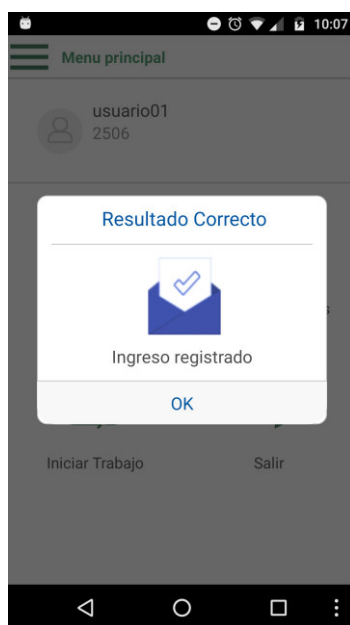 10:07
Menu principal
usuario01
2506
Resultado Correcto
Ingreso registrado
OK
Iniciar Trabajo
Salir